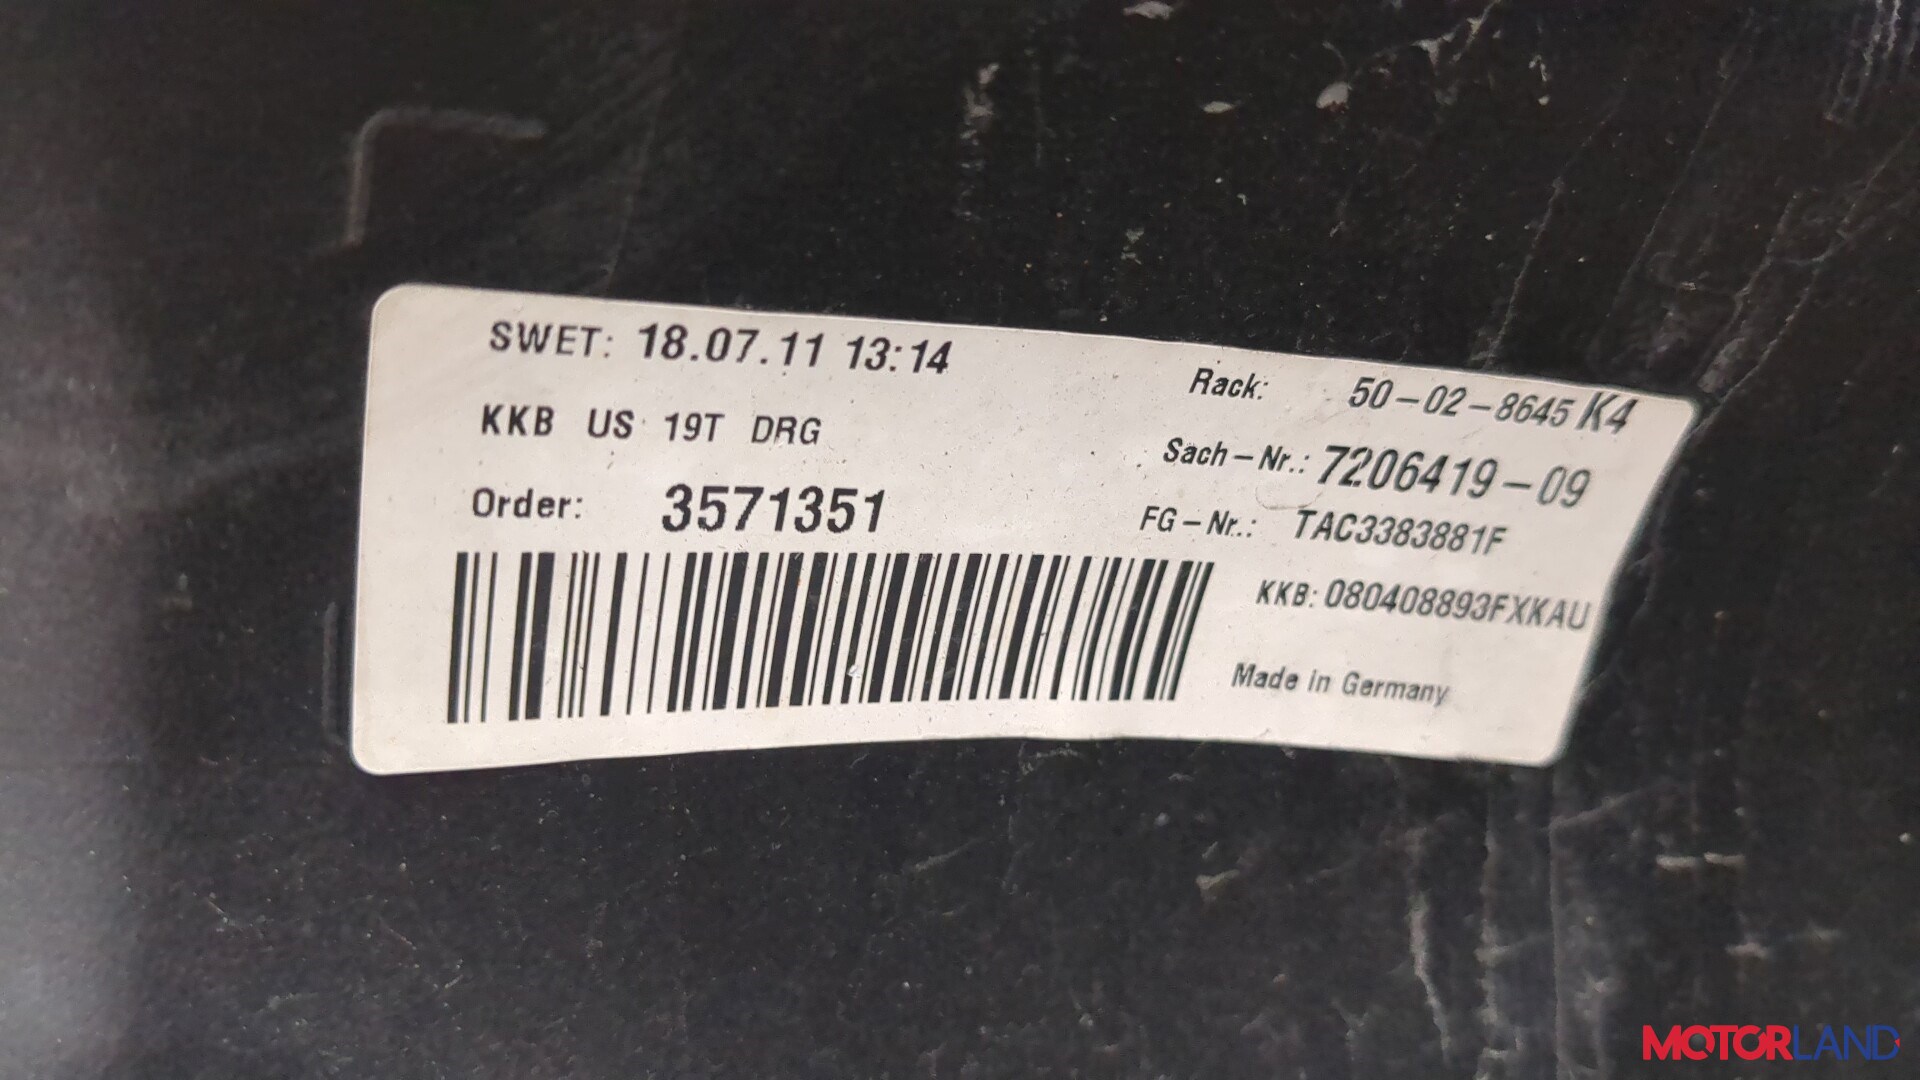 SWET: 18.07.11 13:14
KKB US 19T DRG
Order: 3571351
Rack: 50-02-8645 K4
Sach-Nr.: 7206419-09
FG-Nr.: TAC3383881F
KKB: 080408893FXKAU
Made in Germany
MOTORLAND